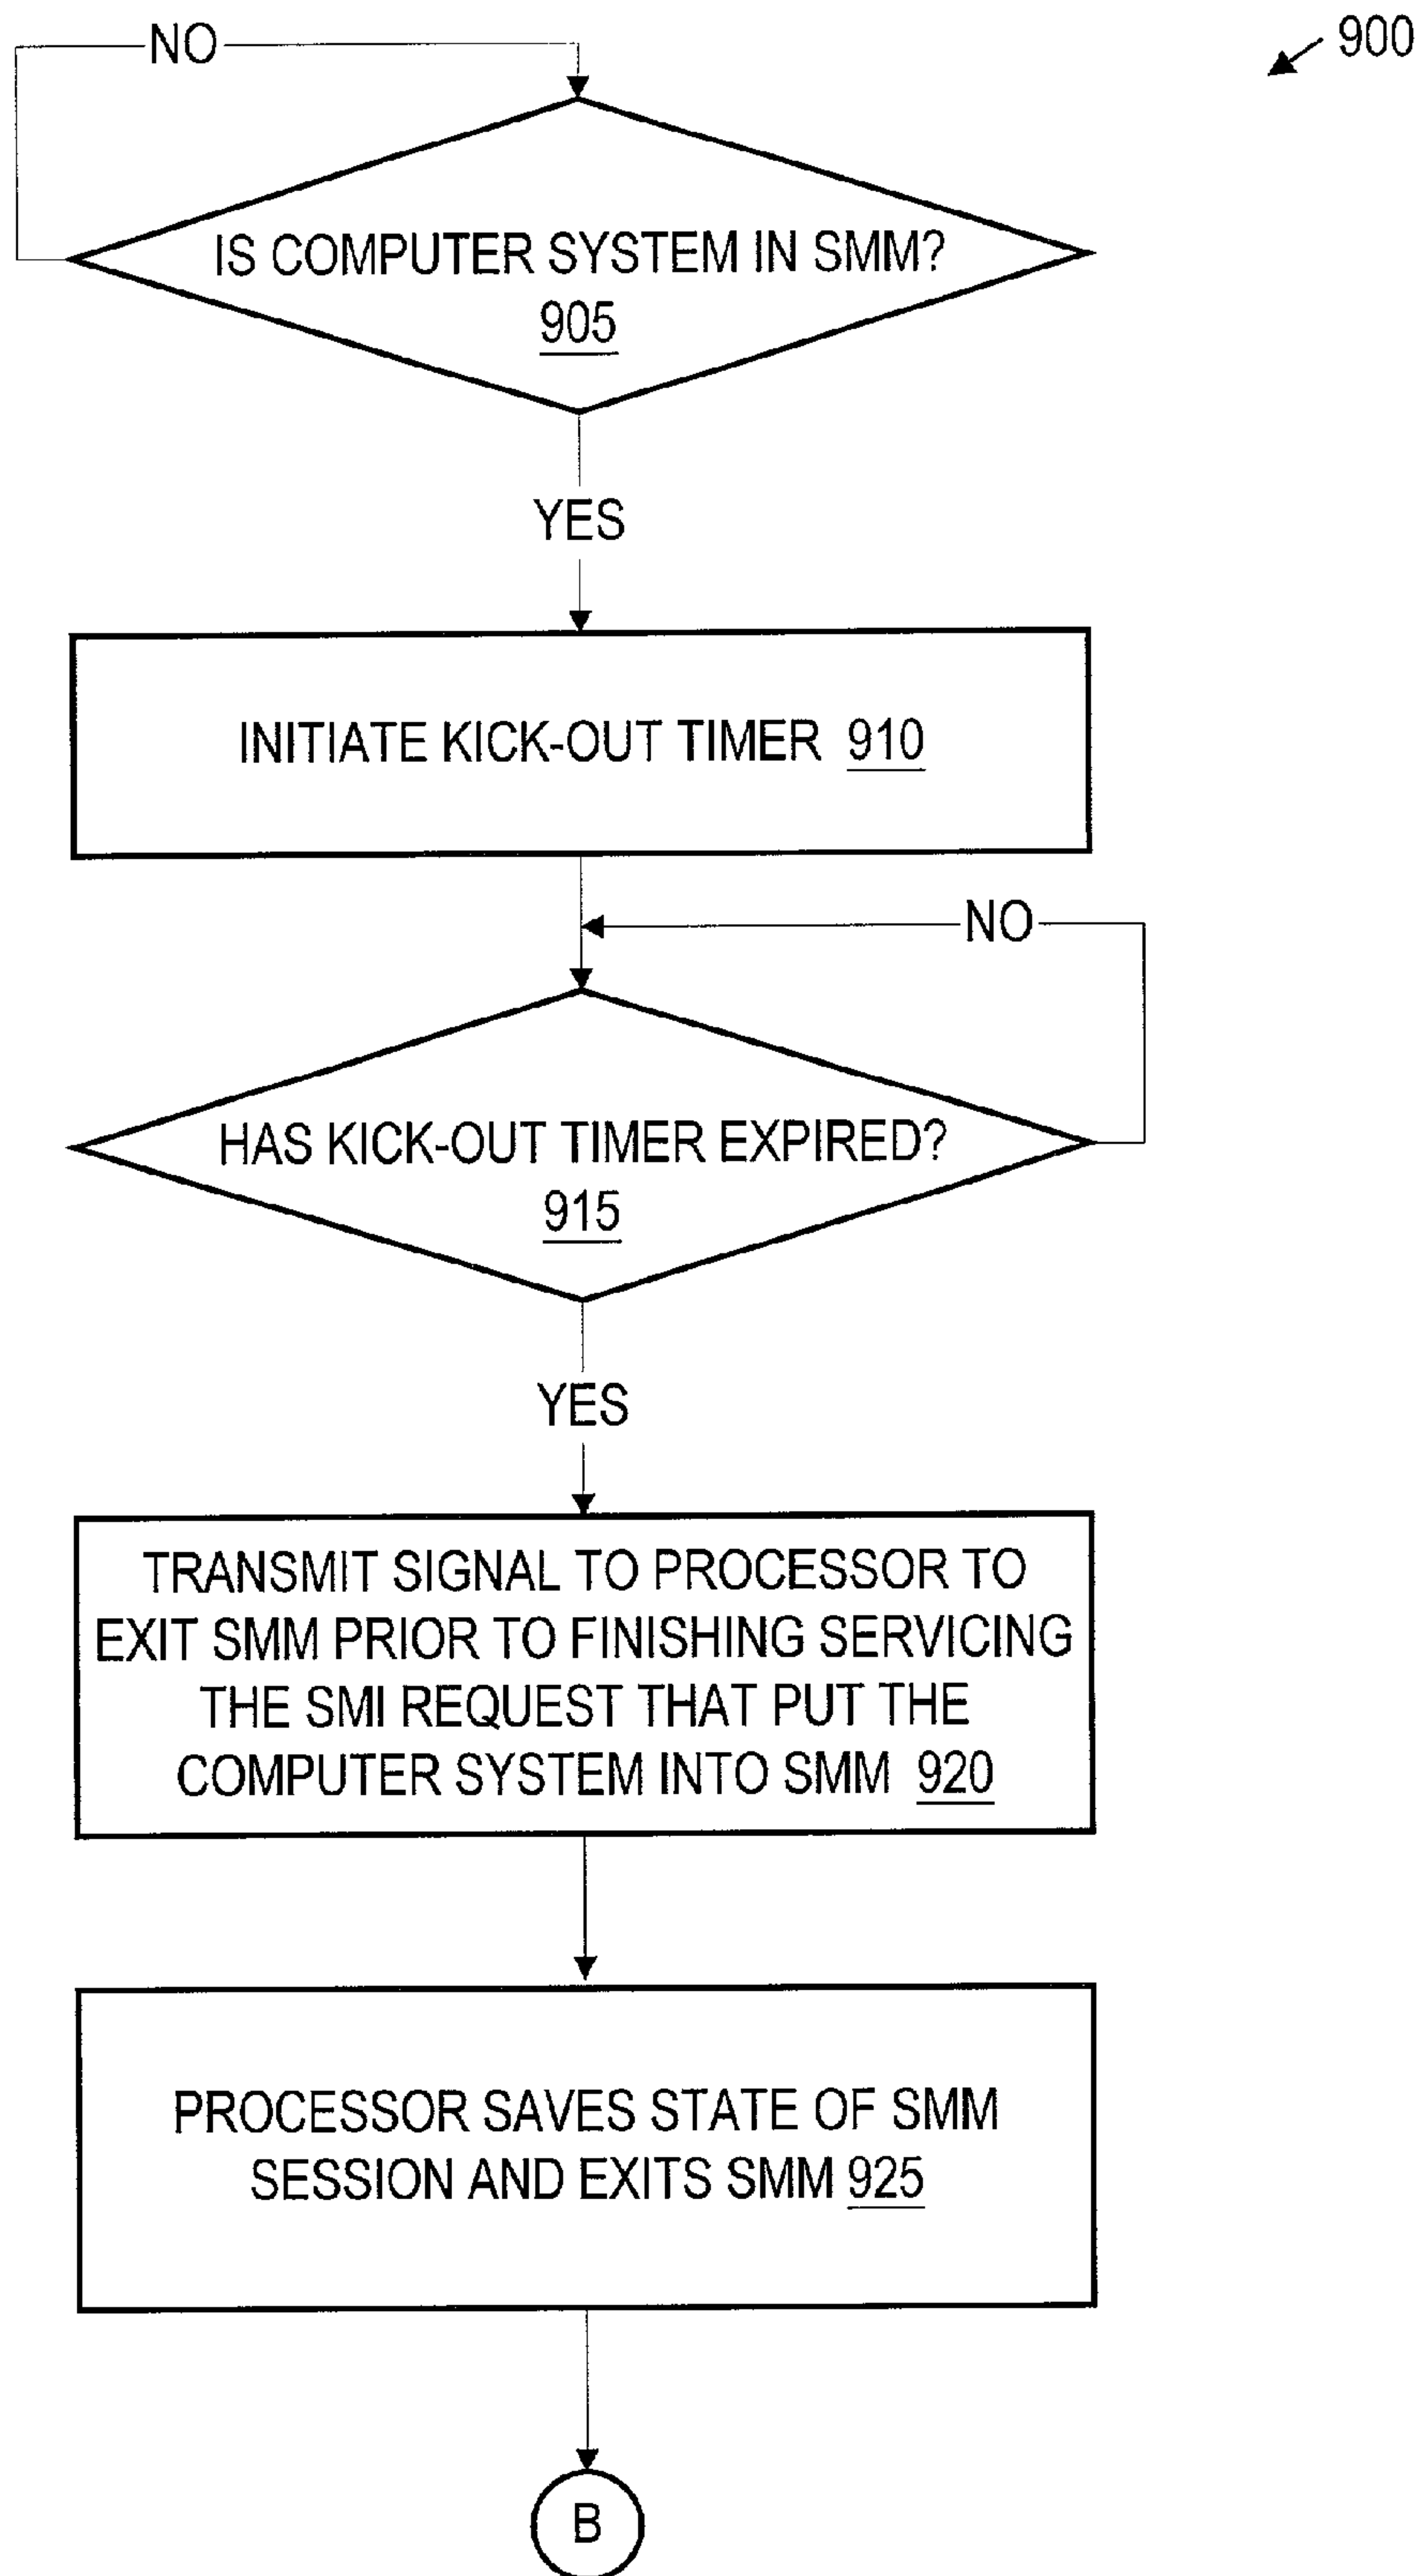 900
NO
IS COMPUTER SYSTEM IN SMM?
905
YES
INITIATE KICK-OUT TIMER 910
NO
HAS KICK-OUT TIMER EXPIRED?
915
YES
TRANSMIT SIGNAL TO PROCESSOR TO
EXIT SMM PRIOR TO FINISHING SERVICING
THE SMI REQUEST THAT PUT THE
COMPUTER SYSTEM INTO SMM 920
PROCESSOR SAVES STATE OF SMM
SESSION AND EXITS SMM 925
B